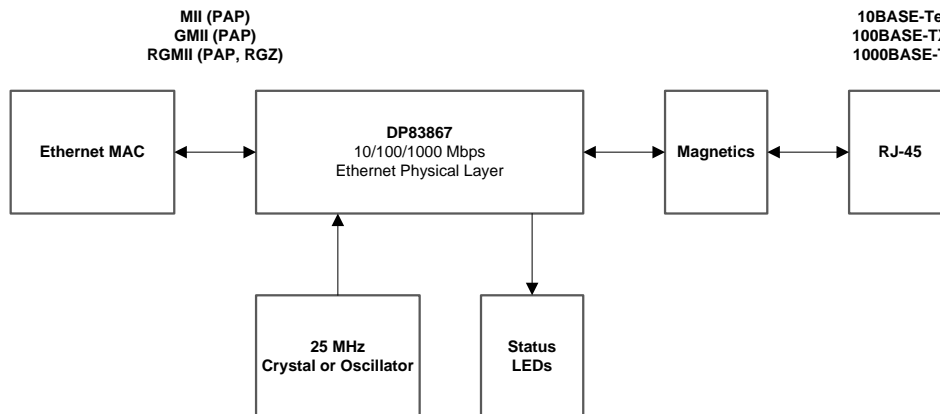 MII (PAP)
GMII (PAP)
RGMII (PAP, RGZ)
10BASE-Te
100BASE-TX
1000BASE-T
Ethernet MAC
DP83867
10/100/1000 Mbps
Ethernet Physical Layer
Magnetics
RJ-45
25 MHz
Crystal or Oscillator
Status
LEDs